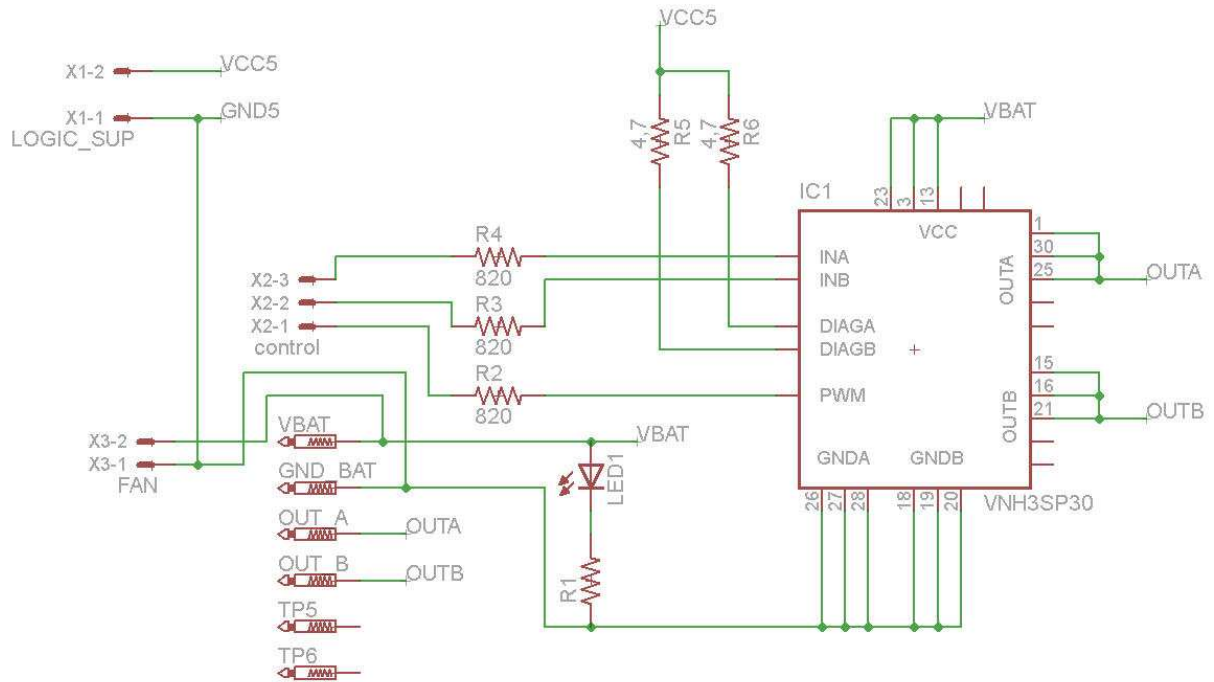 VCC5
X1-2
VCC5
X1-1
GND5
LOGIC_SUP
4,7
R5
4,7
R6
VBAT
IC1
23
3
13
VCC
1
30
25
OUTA
OUTA
R4
820
INA
INB
X2-3
X2-2
X2-1
control
R3
820
DIAGA
DIAGB
R2
820
PWM
15
16
21
OUTB
OUTB
X3-2
X3-1
FAN
VBAT
VBAT
GND_BAT
LED1
GNDA
GNDB
26
27
28
18
19
20
VNH3SP30
OUT_A
OUTA
OUT_B
OUTB
R1
TP5
TP6